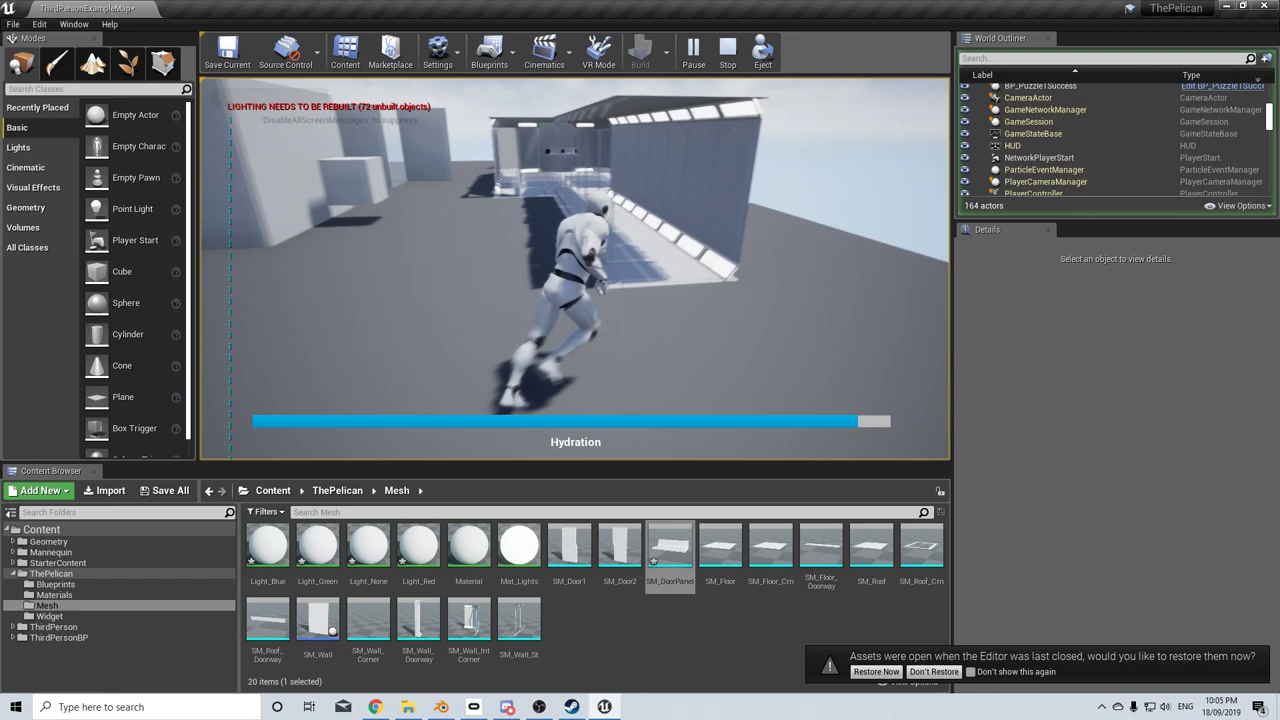 ThirdPersonExampleMap*
ThePelican
File Edit Window Help
Modes
World Outliner
Save Current
Source Control
Content
Marketplace
Settings
Blueprints
Cinematics
VR Mode
Build
Pause
Stop
Eject
Search...
Label Type
BP_Puzzle1Success Edit BP_Puzzle1Succ
CameraActor CameraActor
GameNetworkManager GameNetworkManager
GameSession GameSession
GameStateBase GameStateBase
HUD HUD
NetworkPlayerStart PlayerStart
ParticleEventManager ParticleEventManager
PlayerCameraManager PlayerCameraManager
PlayerController PlayerController
164 actors View Options
Details
Select an object to view details.
Search Classes
Recently Placed
Basic
Lights
Cinematic
Visual Effects
Geometry
Volumes
All Classes
Empty Actor
Empty Charac
Empty Pawn
Point Light
Player Start
Cube
Sphere
Cylinder
Cone
Plane
Box Trigger
LIGHTING NEEDS TO BE REBUILT (72 unbuilt objects)
'DisableAllScreenMessages' to suppress
Hydration
Content Browser
Add New Import Save All Content ThePelican Mesh
Search Folders
Filters Search Mesh
Content
Geometry
Mannequin
StarterContent
ThePelican
Blueprints
Materials
Mesh
Widget
ThirdPerson
ThirdPersonBP
Light_Blue
Light_Green
Light_None
Light_Red
Material
Mat_Lights
SM_Door1
SM_Door2
SM_DoorPanel
SM_Floor
SM_Floor_Crn
SM_Floor_
Doorway
SM_Roof
SM_Roof_Crn
SM_Roof_
Doorway
SM_Wall
SM_Wall_
Corner
SM_Wall_
Doorway
SM_Wall_Int
Corner
SM_Wall_St
20 items (1 selected)
Assets were open when the Editor was last closed, would you like to restore them now?
Restore Now Don't Restore Don't show this again
Type here to search
ENG
10:05 PM
18/09/2019
4